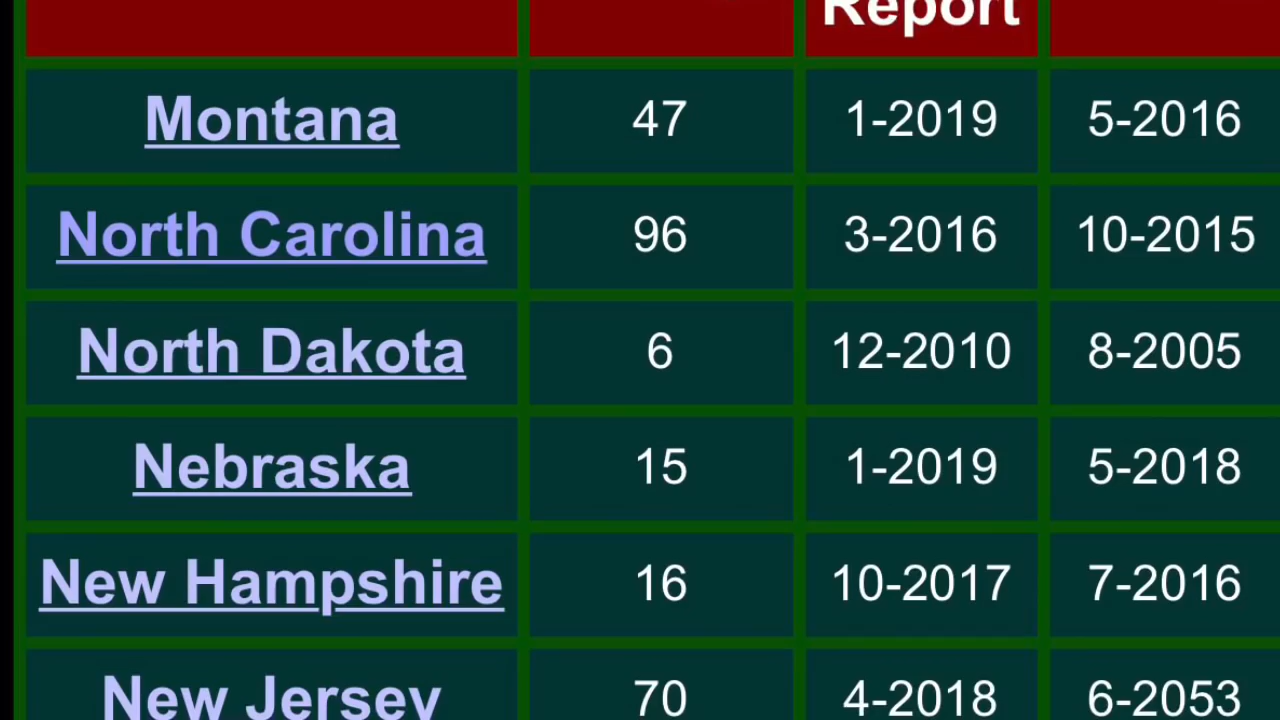 Report
Montana 47 1-2019 5-2016
North Carolina 96 3-2016 10-2015
North Dakota 6 12-2010 8-2005
Nebraska 15 1-2019 5-2018
New Hampshire 16 10-2017 7-2016
New Jersey 70 4-2018 6-2053